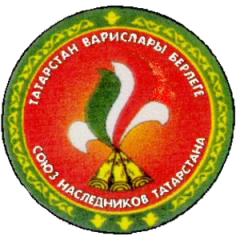 ТАТАРСТАН ВАРИСЛАРЫ БЕРЛЕГЕ
СОЮЗ НАСЛЕДНИКОВ ТАТАРСТАНА